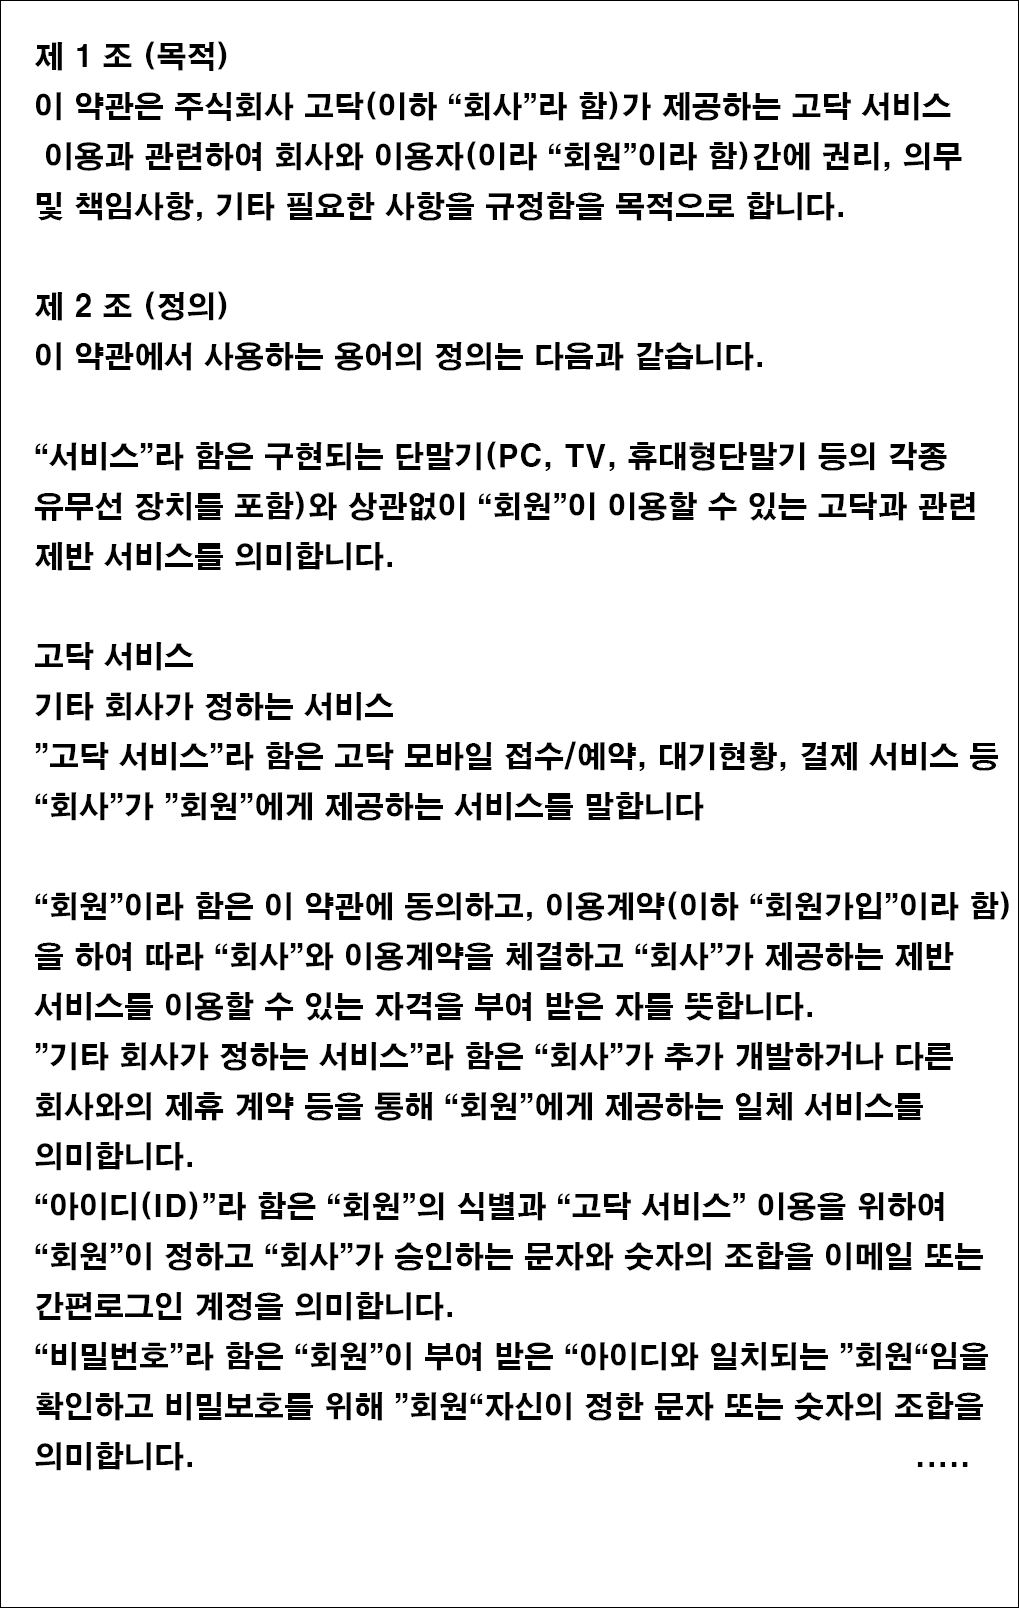 제 1 조 (목적)
이 약관은 주식회사 고닥(이하 “회사”라 함)가 제공하는 고닥 서비스
이용과 관련하여 회사와 이용자(이라 “회원”이라 함)간에 권리, 의무
및 책임사항, 기타 필요한 사항을 규정함을 목적으로 합니다.
제 2 조 (정의)
이 약관에서 사용하는 용어의 정의는 다음과 같습니다.
“서비스”라 함은 구현되는 단말기(PC, TV, 휴대형단말기 등의 각종
유무선 장치를 포함)와 상관없이 “회원”이 이용할 수 있는 고닥과 관련
제반 서비스를 의미합니다.
고닥 서비스
기타 회사가 정하는 서비스
”고닥 서비스”라 함은 고닥 모바일 접수/예약, 대기현황, 결제 서비스 등
“회사”가 ”회원”에게 제공하는 서비스를 말합니다
“회원”이라 함은 이 약관에 동의하고, 이용계약(이하 “회원가입”이라 함)
을 하여 따라 “회사”와 이용계약을 체결하고 “회사”가 제공하는 제반
서비스를 이용할 수 있는 자격을 부여 받은 자를 뜻합니다.
”기타 회사가 정하는 서비스”라 함은 “회사”가 추가 개발하거나 다른
회사와의 제휴 계약 등을 통해 “회원”에게 제공하는 일체 서비스를
의미합니다.
“아이디(ID)”라 함은 “회원”의 식별과 “고닥 서비스” 이용을 위하여
“회원”이 정하고 “회사”가 승인하는 문자와 숫자의 조합을 이메일 또는
간편로그인 계정을 의미합니다.
“비밀번호”라 함은 “회원”이 부여 받은 “아이디와 일치되는 ”회원“임을
확인하고 비밀보호를 위해 ”회원“자신이 정한 문자 또는 숫자의 조합을
의미합니다. .....